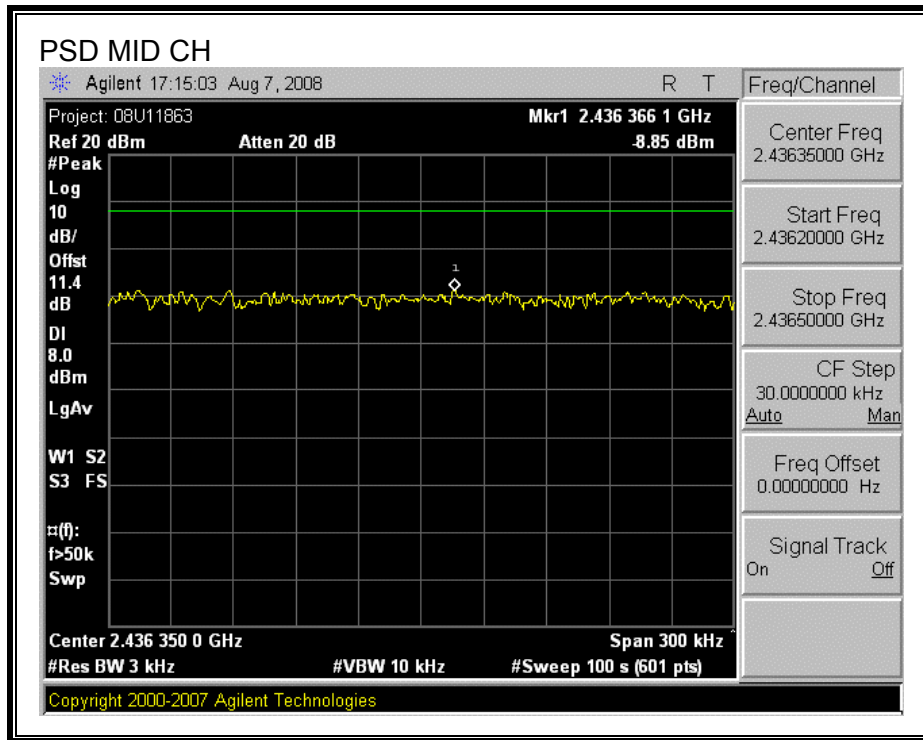 PSD MID CH
Agilent 17:15:03 Aug 7, 2008 R T
Project: 08U11863 Mkr1 2.436 366 1 GHz
Ref 20 dBm Atten 20 dB -8.85 dBm
#Peak
Log
10
dB/
Offst
11.4
dB
DI
8.0
dBm
LgAv
W1 S2
S3 FS
¤(f):
f>50k
Swp
1
Center 2.436 350 0 GHz Span 300 kHz ^
#Res BW 3 kHz #VBW 10 kHz #Sweep 100 s (601 pts)
Copyright 2000-2007 Agilent Technologies
Freq/Channel
Center Freq
2.43635000 GHz
Start Freq
2.43620000 GHz
Stop Freq
2.43650000 GHz
CF Step
30.0000000 kHz
Auto Man
Freq Offset
0.00000000 Hz
Signal Track
On Off